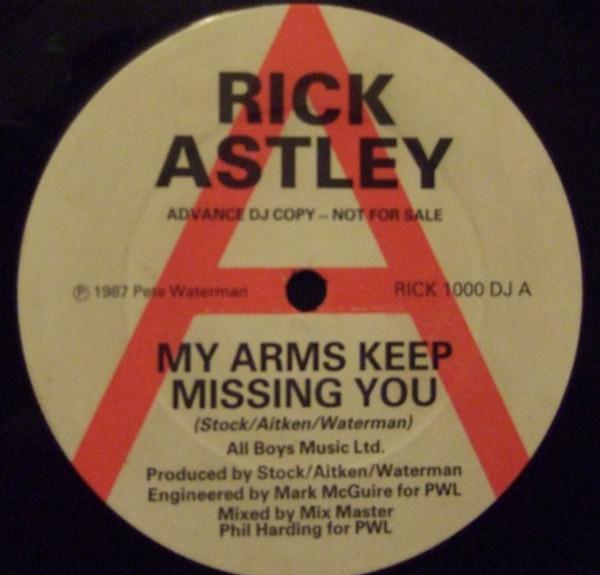 RICK
ASTLEY
ADVANCE DJ COPY – NOT FOR SALE
℗ 1987 Pete Waterman
RICK 1000 DJ A
MY ARMS KEEP
MISSING YOU
(Stock/Aitken/Waterman)
All Boys Music Ltd.
Produced by Stock/Aitken/Waterman
Engineered by Mark McGuire for PWL
Mixed by Mix Master
Phil Harding for PWL